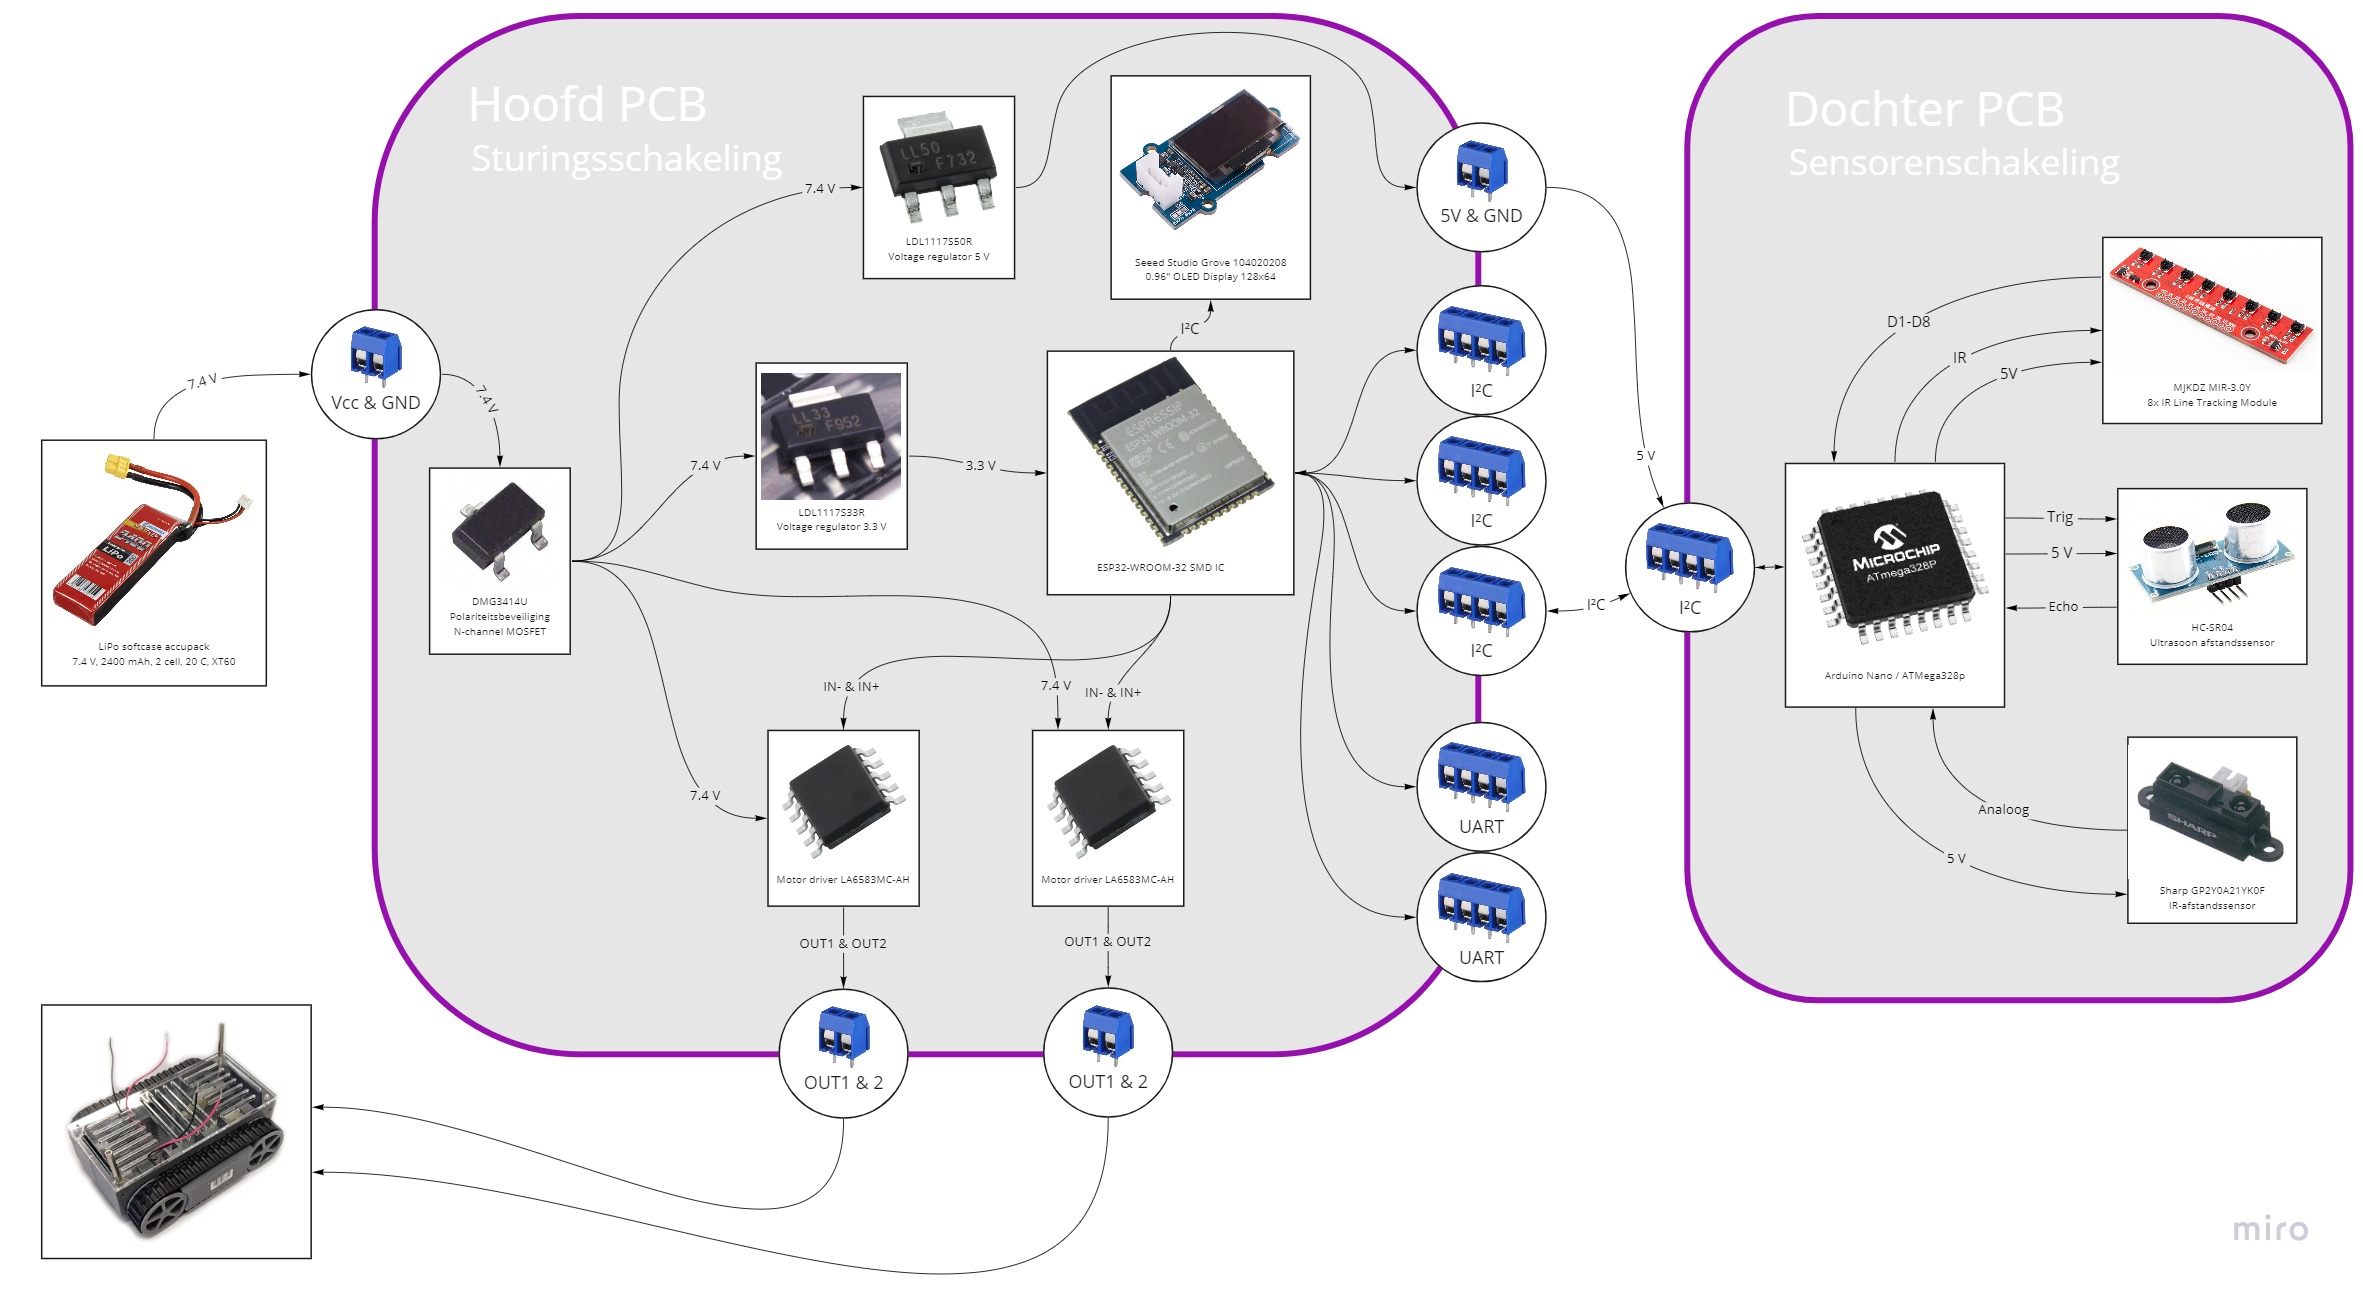 Hoofd PCB
Sturingsschakeling
Dochter PCB
Sensorenschakeling
LL50
F732
LDL1117S50R
Voltage regulator 5 V
Seeed Studio Grove 104020208
0.96" OLED Display 128x64
5V & GND
7.4 V
I²C
I²C
7.4 V
Vcc & GND
7.4 V
LiPo
LiPo softcase accupack
7.4 V, 2400 mAh, 2 cell, 20 C, XT60
DMG3414U
Polariteitsbeveiliging
N-channel MOSFET
7.4 V
LL33
F952
LDL1117S33R
Voltage regulator 3.3 V
3.3 V
ESPRESSIF
ESP32-WROOM-32
ESP32-WROOM-32 SMD IC
I²C
I²C
I²C
5 V
I²C
IN- & IN+
7.4 V
IN- & IN+
7.4 V
Motor driver LA6583MC-AH
Motor driver LA6583MC-AH
UART
UART
OUT1 & OUT2
OUT1 & OUT2
OUT1 & 2
OUT1 & 2
D1-D8
IR
5V
MJKDZ MIR-3.0Y
8x IR Line Tracking Module
MICROCHIP
ATmega328P
Arduino Nano / ATMega328p
Trig
5 V
Echo
HC-SR04
Ultrasoon afstandssensor
Analoog
5 V
SHARP
Sharp GP2Y0A21YK0F
IR-afstandssensor
miro